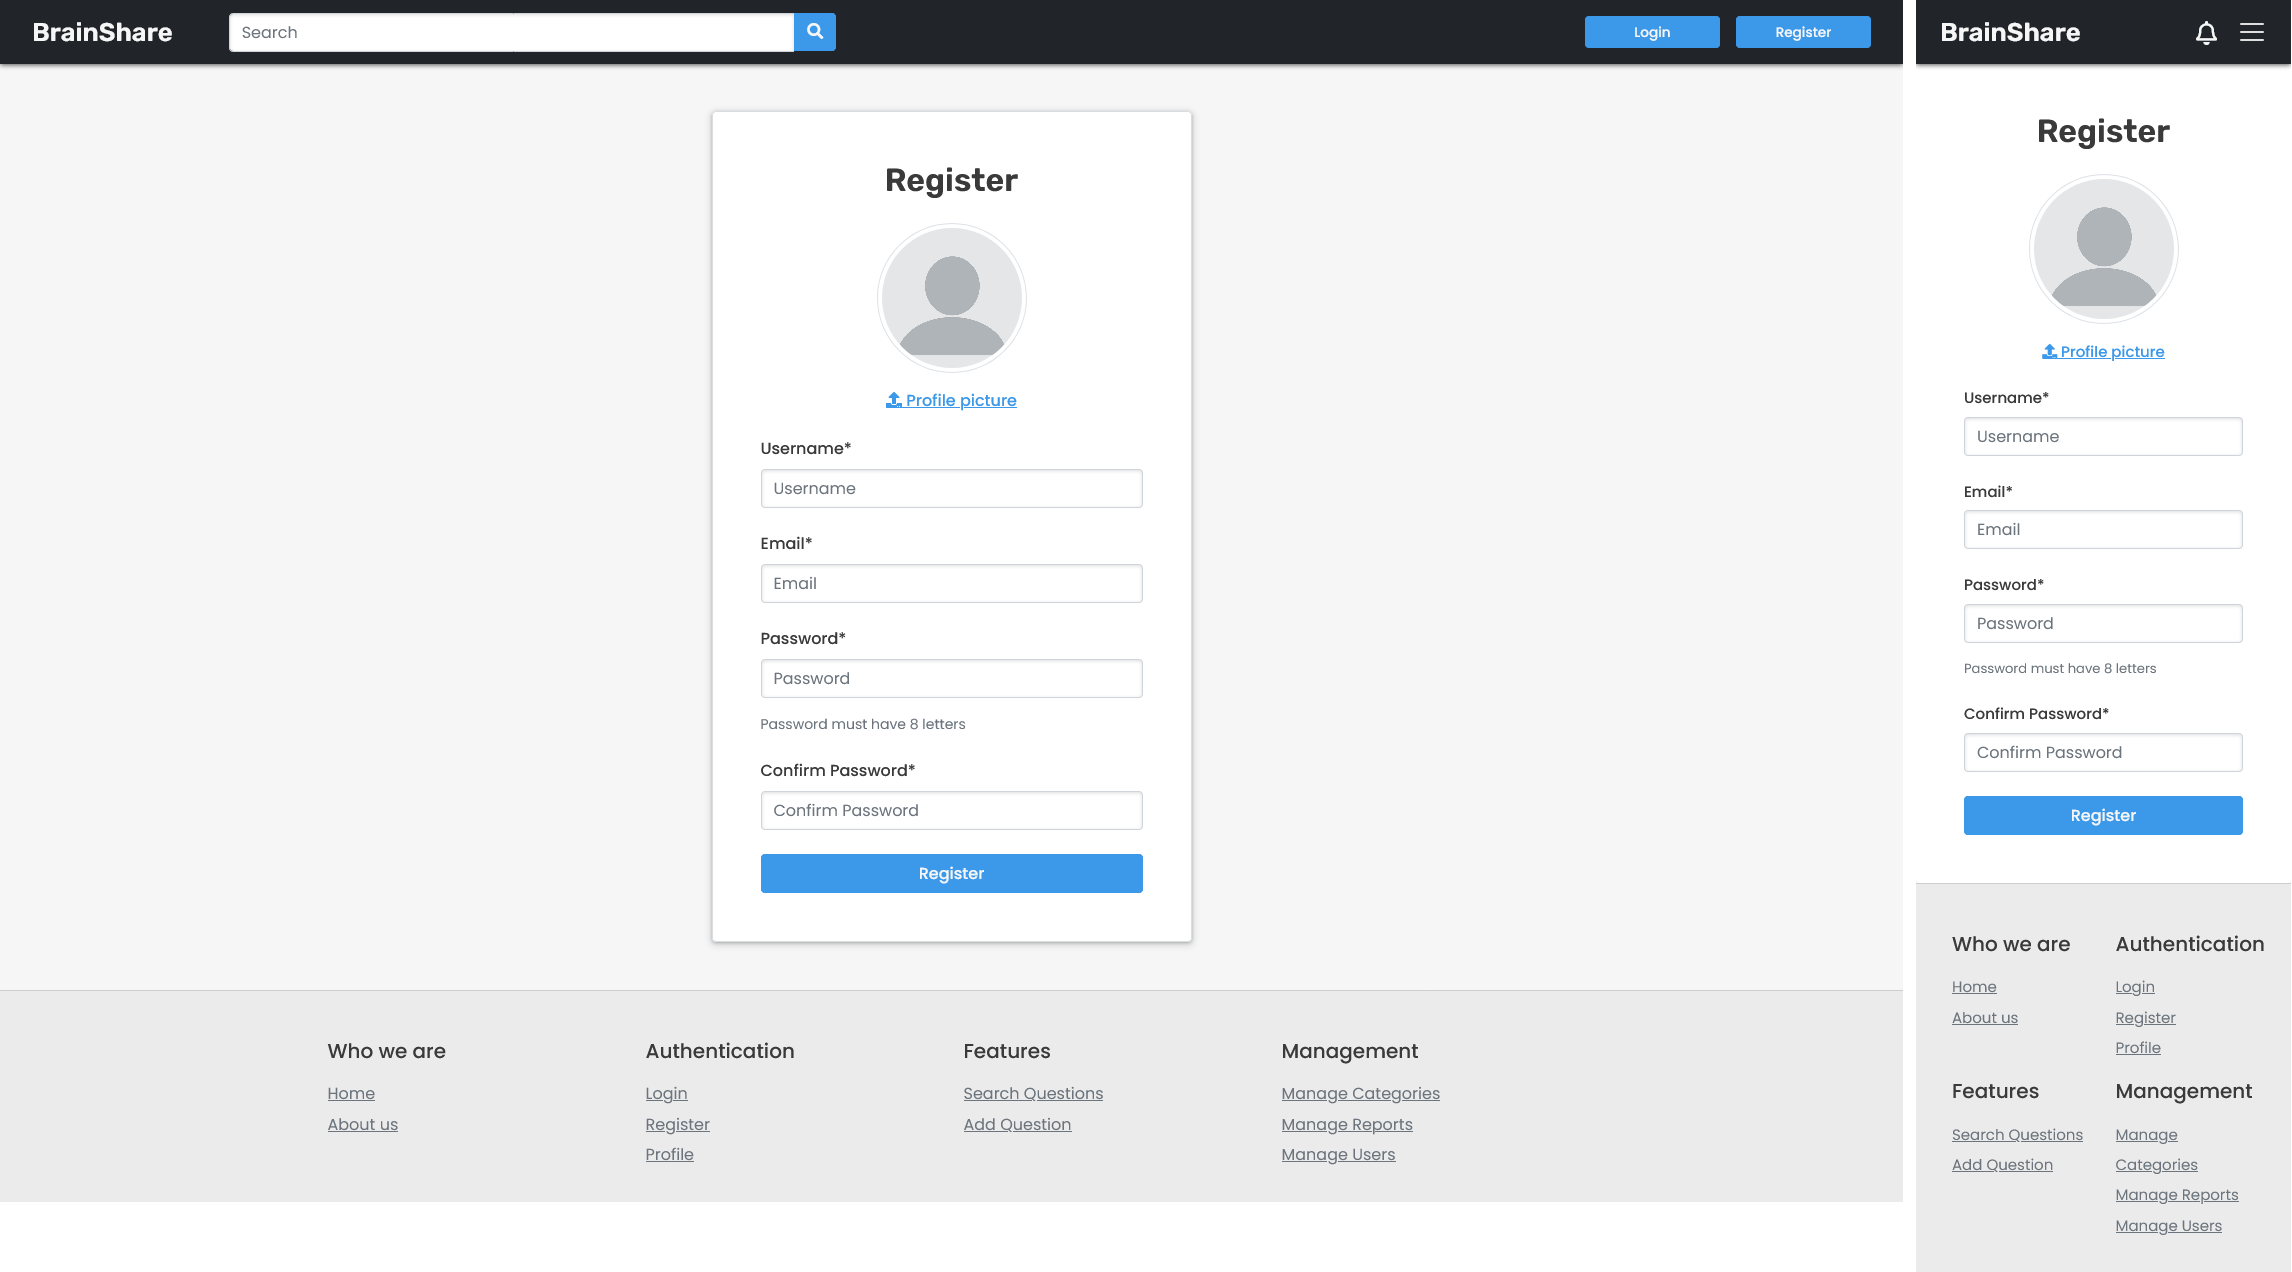 BrainShare
Search
Login
Register
Register
Profile picture
Username*
Username
Email*
Email
Password*
Password
Password must have 8 letters
Confirm Password*
Confirm Password
Register
Who we are
Home
About us
Authentication
Login
Register
Profile
Features
Search Questions
Add Question
Management
Manage Categories
Manage Reports
Manage Users
BrainShare
Register
Profile picture
Username*
Username
Email*
Email
Password*
Password
Password must have 8 letters
Confirm Password*
Confirm Password
Register
Who we are
Home
About us
Authentication
Login
Register
Profile
Features
Search Questions
Add Question
Management
Manage
Categories
Manage Reports
Manage Users